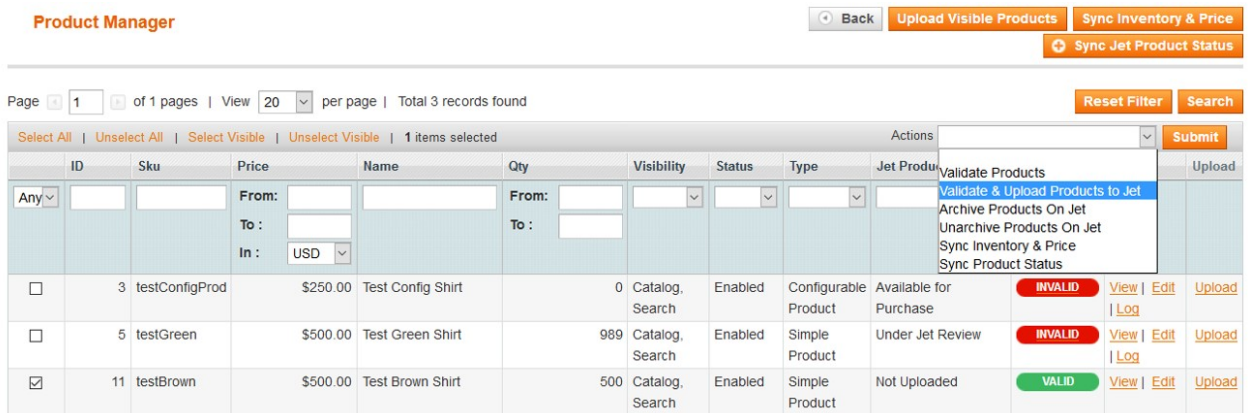 Product Manager
Back Upload Visible Products Sync Inventory & Price
Sync Jet Product Status
Page 1 of 1 pages | View 20 per page | Total 3 records found
Reset Filter Search
Select All | Unselect All | Select Visible | Unselect Visible | 1 items selected
Actions Submit
ID Sku Price Name Qty Visibility Status Type Jet Produ Upload
Validate Products
Validate & Upload Products to Jet
Archive Products On Jet
Unarchive Products On Jet
Sync Inventory & Price
Sync Product Status
Any From: From:
To : To :
In : USD
3 testConfigProd $250.00 Test Config Shirt 0 Catalog, Enabled Configurable Available for INVALID View | Edit Upload
Search Product Purchase | Log
5 testGreen $500.00 Test Green Shirt 989 Catalog, Enabled Simple Under Jet Review INVALID View | Edit Upload
Search Product | Log
11 testBrown $500.00 Test Brown Shirt 500 Catalog, Enabled Simple Not Uploaded VALID View | Edit Upload
Search Product